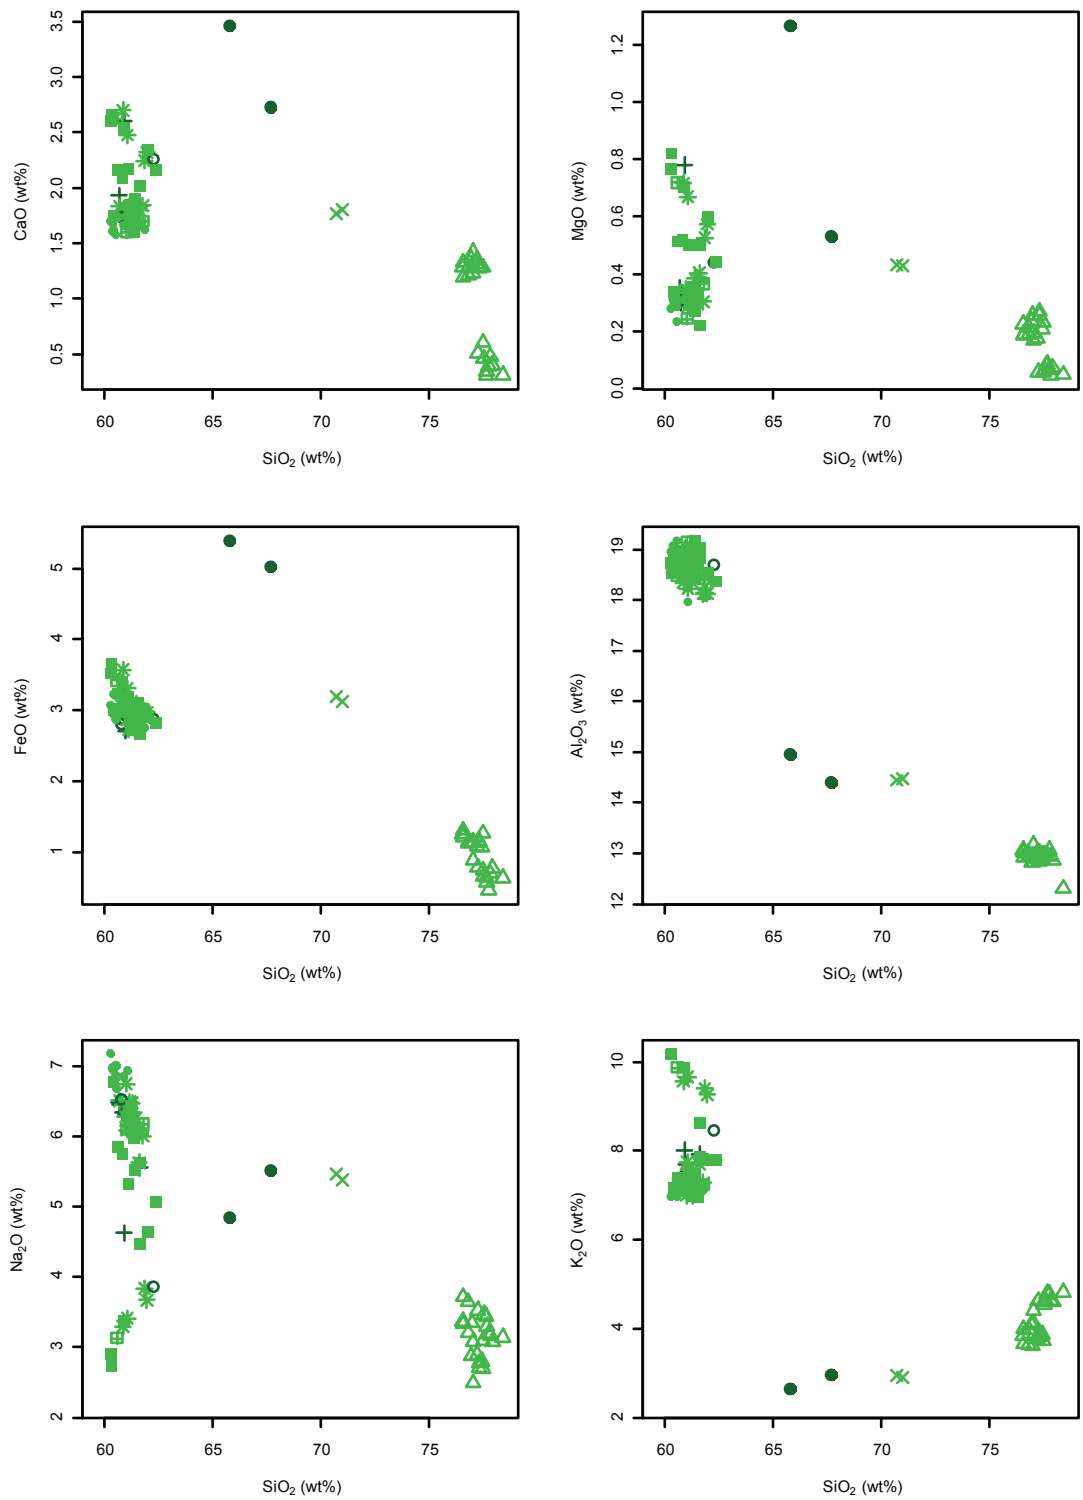 CaO (wt%)
3.5
3.0
2.5
2.0
1.5
1.0
0.5
60 65 70 75
SiO₂ (wt%)
MgO (wt%)
1.2
1.0
0.8
0.6
0.4
0.2
0.0
60 65 70 75
SiO₂ (wt%)
FeO (wt%)
5
4
3
2
1
60 65 70 75
SiO₂ (wt%)
Al₂O₃ (wt%)
19
18
17
16
15
14
13
12
60 65 70 75
SiO₂ (wt%)
Na₂O (wt%)
7
6
5
4
3
2
60 65 70 75
SiO₂ (wt%)
K₂O (wt%)
10
8
6
4
2
60 65 70 75
SiO₂ (wt%)